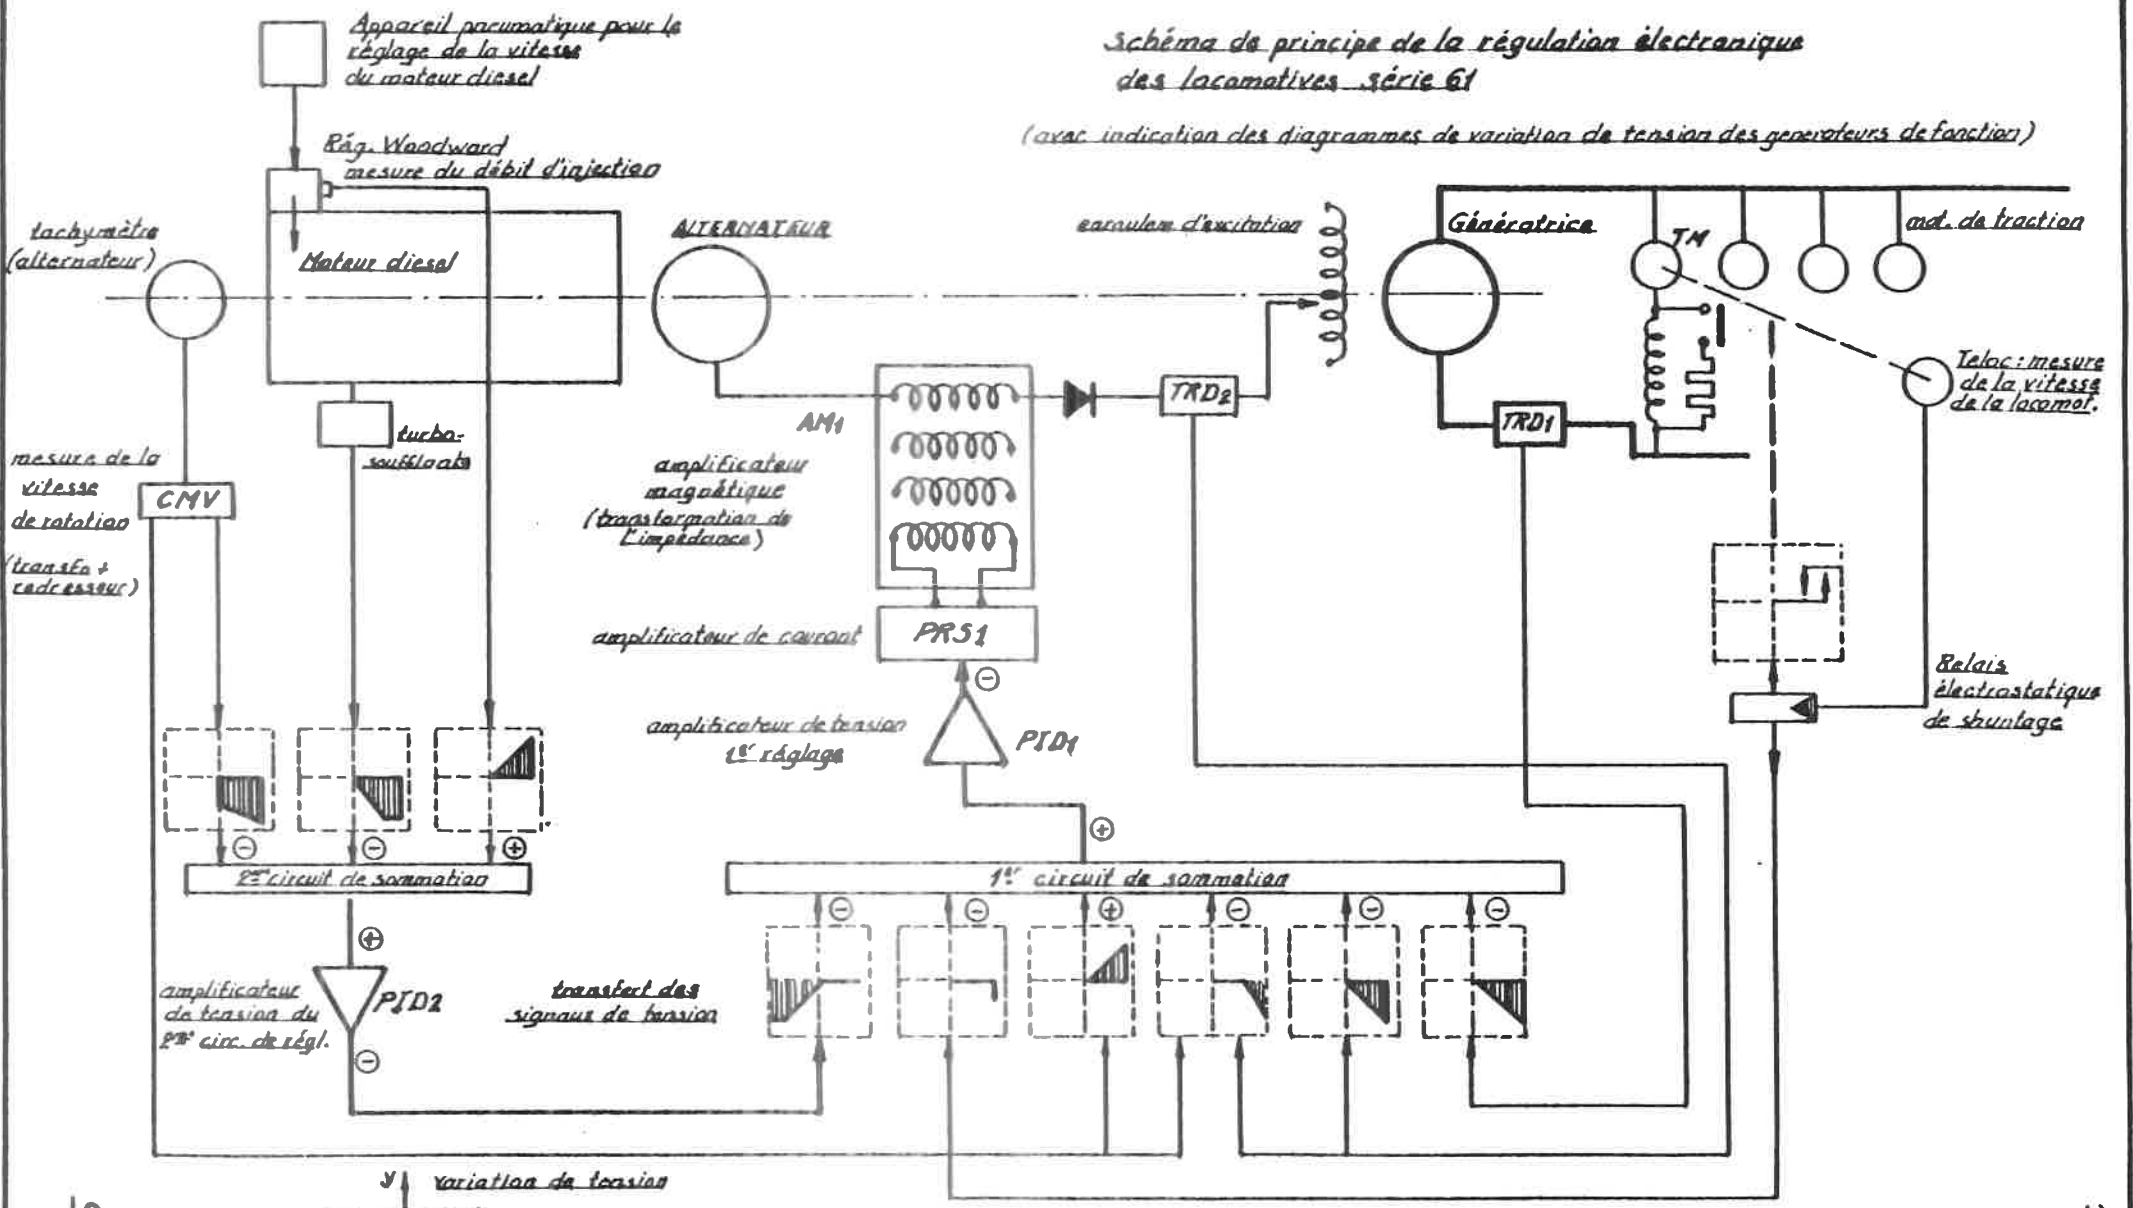 Appareil pneumatique pour le
réglage de la vitesse
du moteur diesel
Schéma de principe de la régulation électronique
des locomotives série 61
(avec indication des diagrammes de variation de tension des generateurs de fonction)
Rég. Woodward
mesure du débit d'injection
tachymètre
(alternateur)
Moteur diesel
ALTERNATEUR
enroulem d'excitation
Génératrice
TM
mot. de traction
Teloc: mesure
de la vitesse
de la locomot.
AM1
TRD2
TRD1
turbo-
soufflante
mesure de la
vitesse
de rotation
(transfo +
redresseur)
CMV
amplificateur
magnétique
(transformation de
l'impédance)
amplificateur de courant
PRS1
⊖
Relais
électrostatique
de shuntage
amplificateur de tension
1er réglage
PID1
⊕
⊖ ⊖ ⊕
2me circuit de sommation
1er circuit de sommation
⊖ ⊖ ⊕ ⊖ ⊖ ⊖
⊕
amplificateur
de tension du
2me circ. de régl.
PID2
⊖
transfert des
signaux de tension
y variation de tension